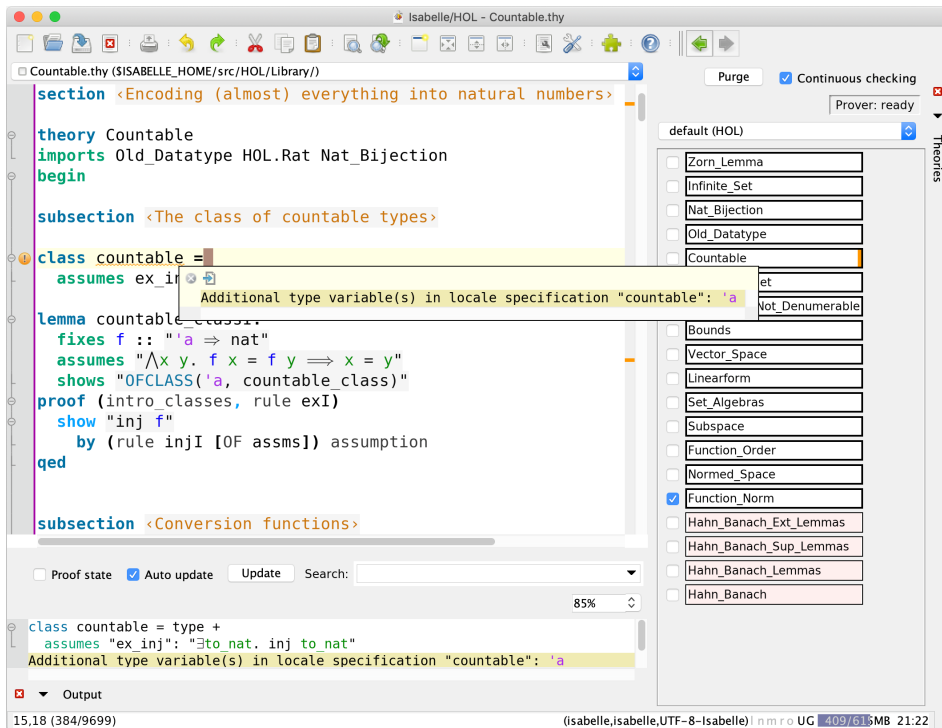 Isabelle/HOL - Countable.thy
Countable.thy ($ISABELLE_HOME/src/HOL/Library/)
section ‹Encoding (almost) everything into natural numbers›
theory Countable
imports Old_Datatype HOL.Rat Nat_Bijection
begin
subsection ‹The class of countable types›
class countable =
assumes ex_in
Additional type variable(s) in locale specification "countable": 'a
lemma countable_classI:
fixes f :: "'a ⇒ nat"
assumes "⋀x y. f x = f y ⟹ x = y"
shows "OFCLASS('a, countable_class)"
proof (intro_classes, rule exI)
show "inj f"
by (rule injI [OF assms]) assumption
qed
subsection ‹Conversion functions›
Proof state Auto update Update Search:
85%
class countable = type +
assumes "ex_inj": "∃to_nat. inj to_nat"
Additional type variable(s) in locale specification "countable": 'a
Output
Purge Continuous checking
Prover: ready
default (HOL)
Theories
Zorn_Lemma
Infinite_Set
Nat_Bijection
Old_Datatype
Countable
et
Not_Denumerable
Bounds
Vector_Space
Linearform
Set_Algebras
Subspace
Function_Order
Normed_Space
Function_Norm
Hahn_Banach_Ext_Lemmas
Hahn_Banach_Sup_Lemmas
Hahn_Banach_Lemmas
Hahn_Banach
15,18 (384/9699)
(isabelle,isabelle,UTF-8-Isabelle) n m r o UG 409/615MB 21:22